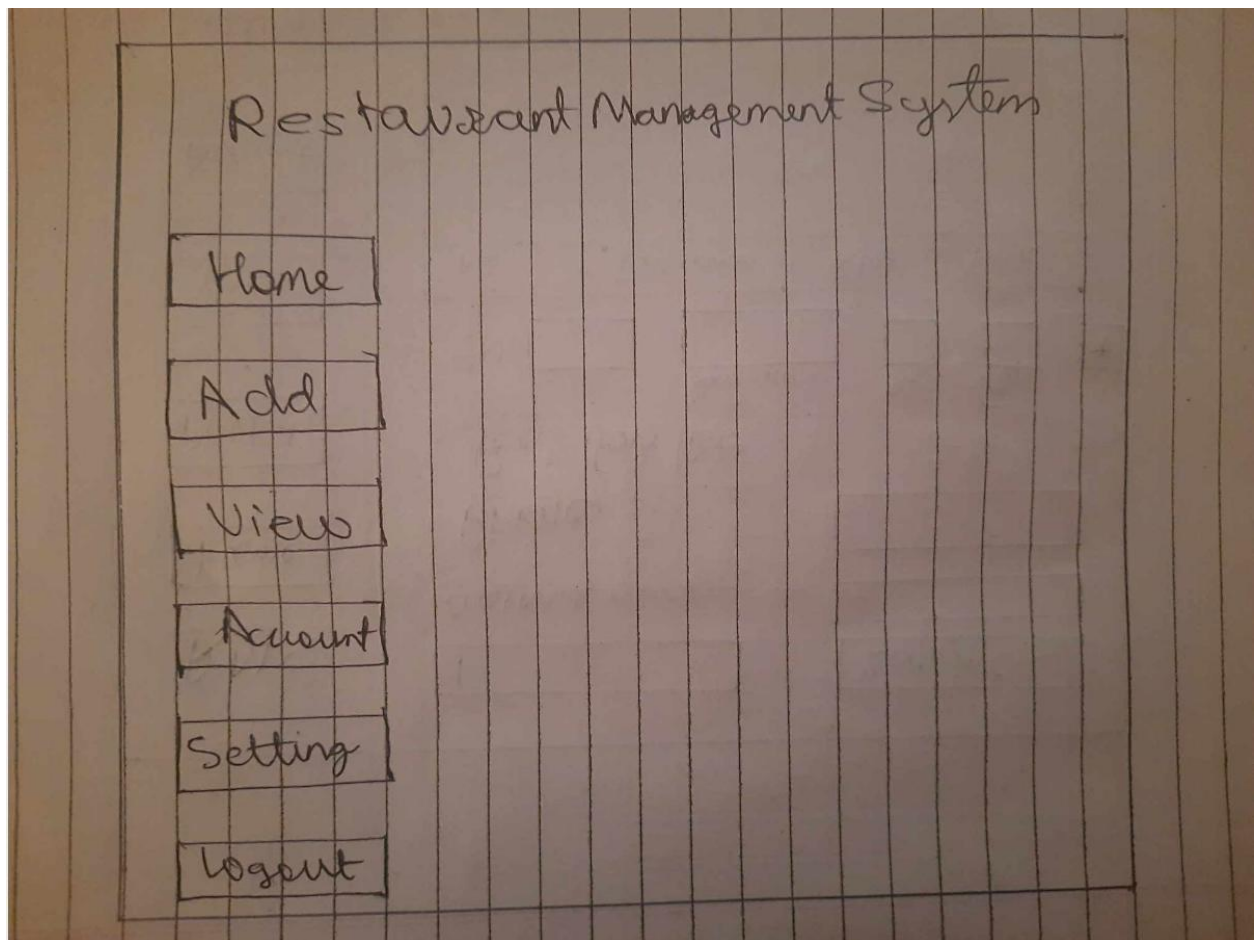 Restaurant Management System
Home
Add
View
Account
Setting
Logout